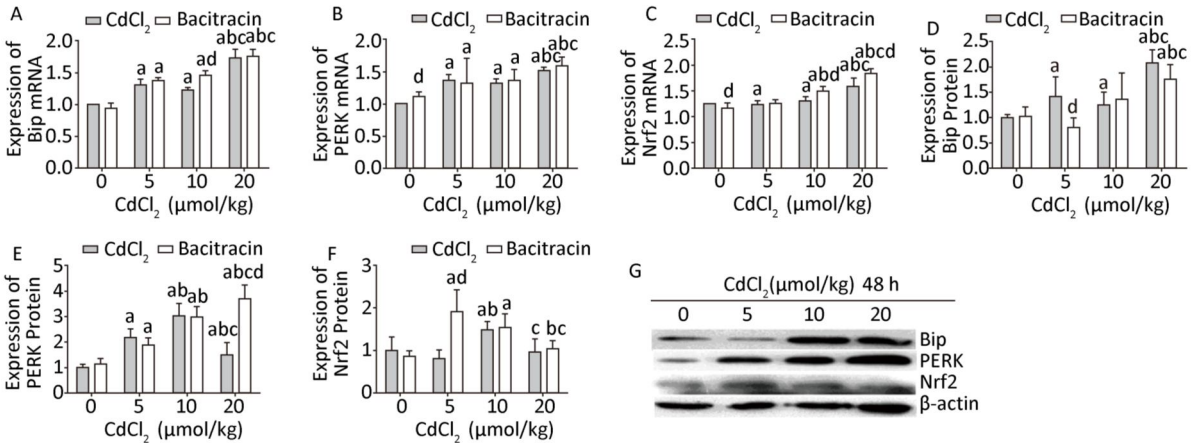 A
CdCl2 Bacitracin
Expression of
Bip mRNA
2.0
1.5
1.0
0.5
0.0
a a
a ad
abc abc
0 5 10 20
CdCl2 (μmol/kg)
B
CdCl2 Bacitracin
Expression of
PERK mRNA
2.0
1.5
1.0
0.5
0.0
d
a a
a a
abc abc
0 5 10 20
CdCl2 (μmol/kg)
C
CdCl2 Bacitracin
Expression of
Nrf2 mRNA
2.5
2.0
1.5
1.0
1.5
0.0
d
a
a abd
abc abcd
0 5 10 20
CdCl2 (μmol/kg)
D
CdCl2 Bacitracin
Expression of
Bip Protein
2.5
2.0
1.5
1.0
1.5
0.0
a d
a
abc abc
0 5 10 20
CdCl2 (μmol/kg)
E
CdCl2 Bacitracin
Expression of
PERK Protein
5
4
3
2
1
0
a a
ab ab
abc abcd
0 5 10 20
CdCl2 (μmol/kg)
F
CdCl2 Bacitracin
Expression of
Nrf2 Protein
3
2
1
0
ad
ab a
c bc
0 5 10 20
CdCl2 (μmol/kg)
G
CdCl2(μmol/kg) 48 h
0 5 10 20
Bip
PERK
Nrf2
β-actin